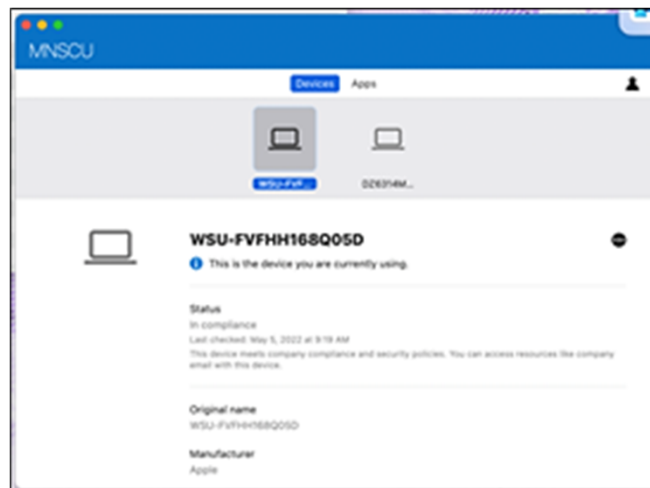 MNSCU
Devices Apps
WSU-FVF... DZ6314M...
WSU-FVFHH168Q05D
This is the device you are currently using.
Status
In compliance
Last checked: May 5, 2022 at 9:19 AM
This device meets company compliance and security policies. You can access resources like company
email with this device.
Original name
WSU-FVFHH168Q05D
Manufacturer
Apple